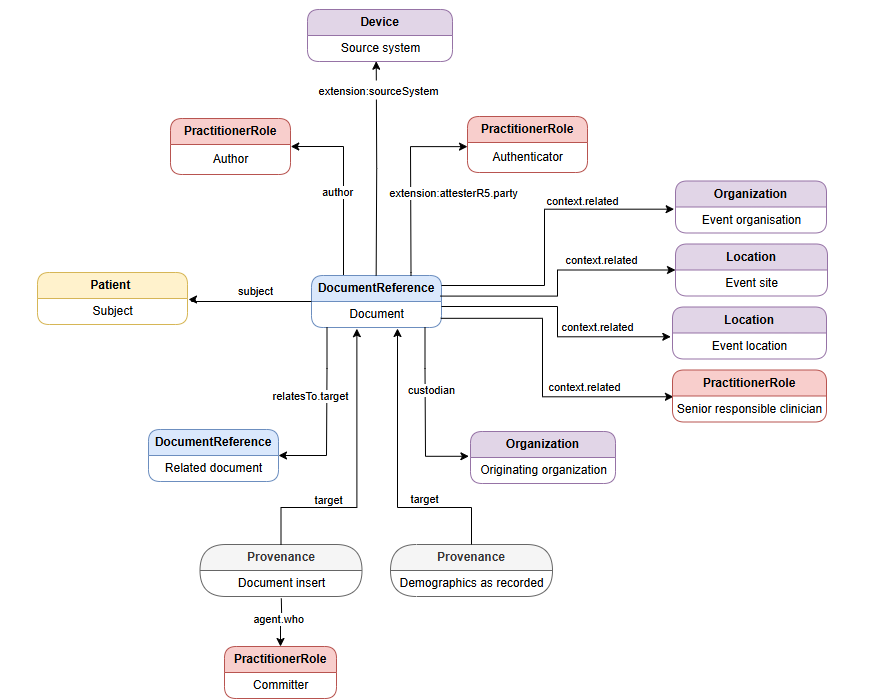 Device
Source system
extension:sourceSystem
PractitionerRole
Author
PractitionerRole
Authenticator
author
extension:attesterR5.party
Organization
Event organisation
context.related
Location
Event site
context.related
Patient
Subject
subject
DocumentReference
Document
Location
Event location
context.related
PractitionerRole
Senior responsible clinician
context.related
relatesTo.target
custodian
DocumentReference
Related document
Organization
Originating organization
target
target
Provenance
Document insert
Provenance
Demographics as recorded
agent.who
PractitionerRole
Committer